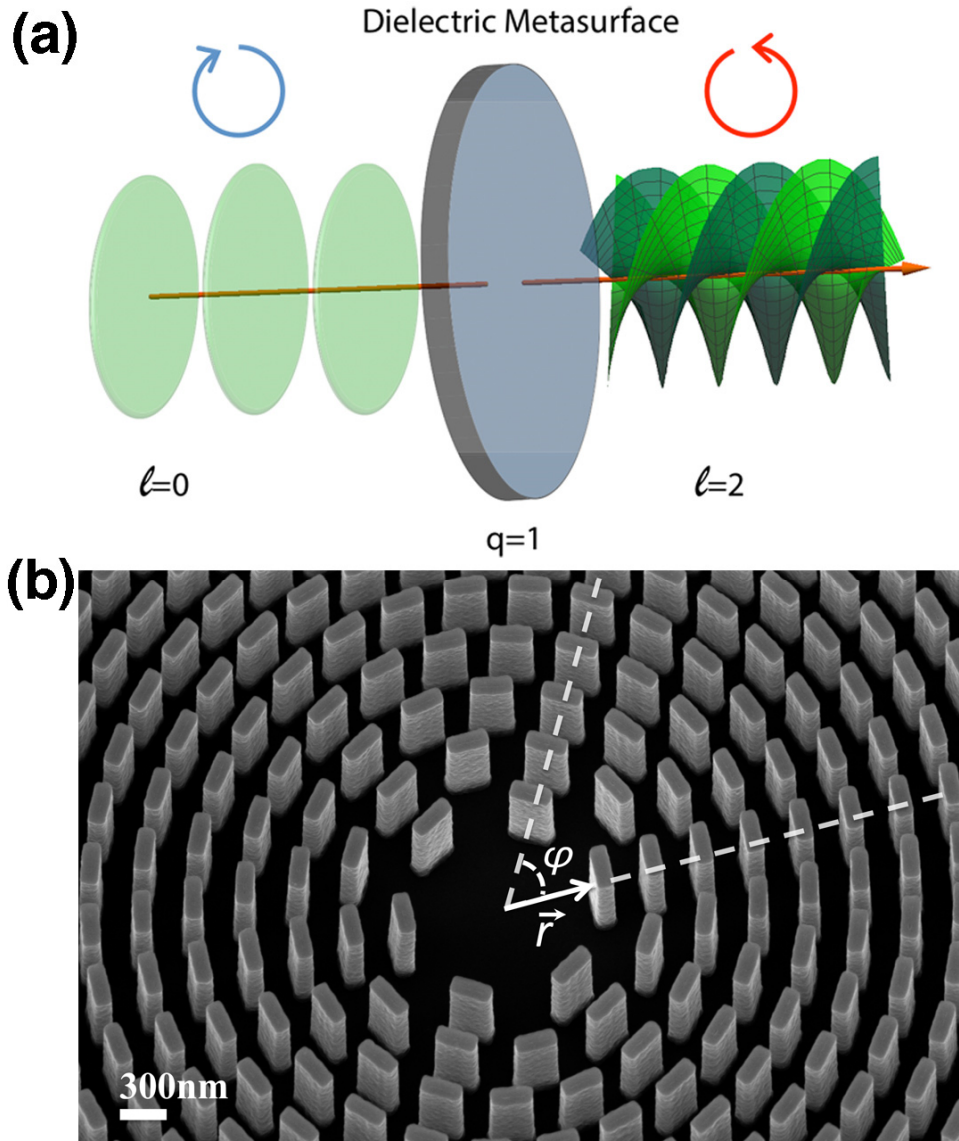 (a)
Dielectric Metasurface
ℓ=0
ℓ=2
q=1
(b)
φ
r⃗
300nm